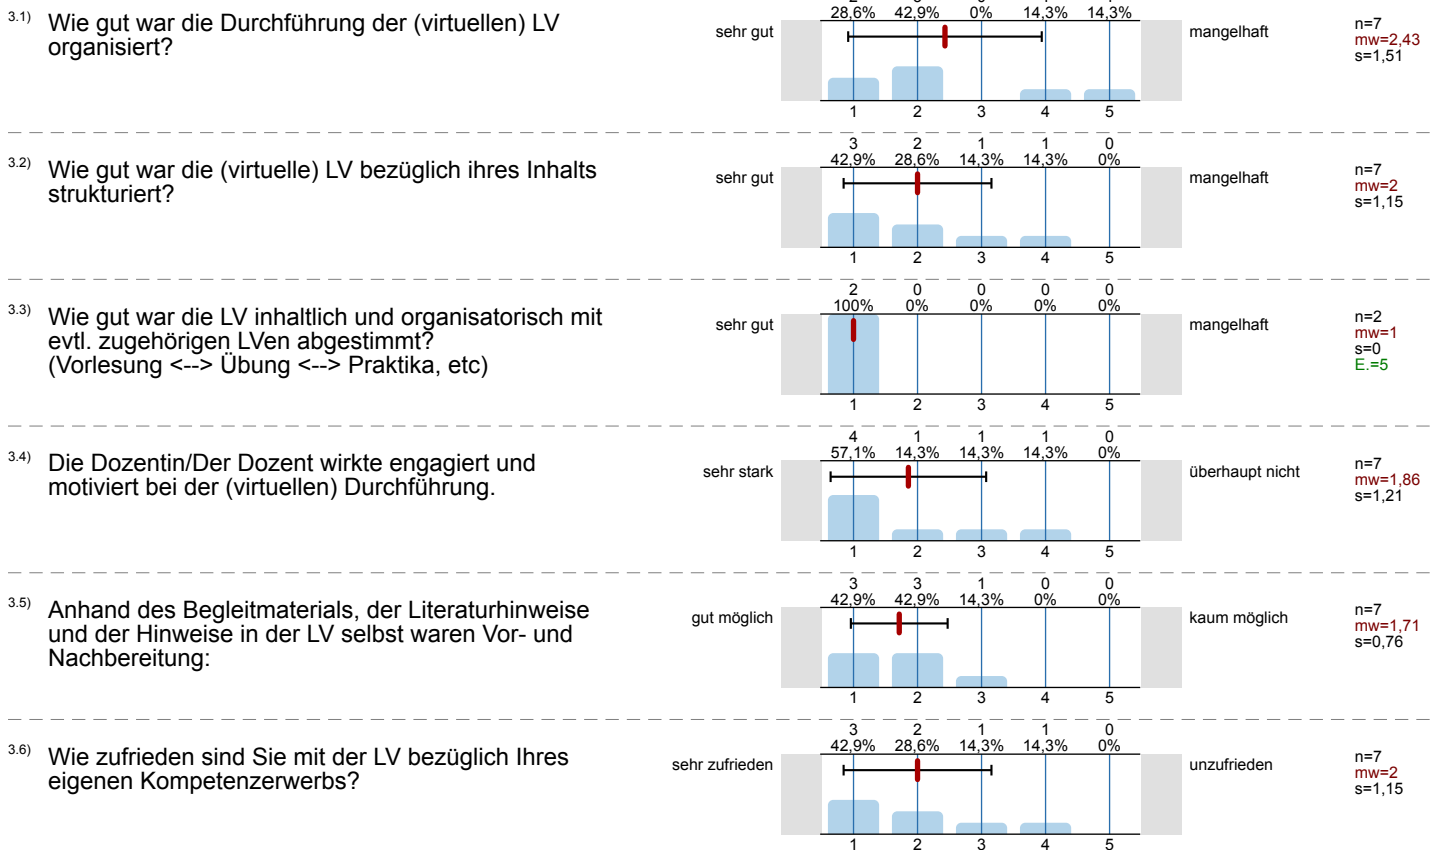 3.1) Wie gut war die Durchführung der (virtuellen) LV
organisiert?
28,6% 42,9% 0% 14,3% 14,3%
sehr gut
mangelhaft
n=7
mw=2,43
s=1,51
1 2 3 4 5
3.2) Wie gut war die (virtuelle) LV bezüglich ihres Inhalts
strukturiert?
3 2 1 1 0
42,9% 28,6% 14,3% 14,3% 0%
sehr gut
mangelhaft
n=7
mw=2
s=1,15
1 2 3 4 5
3.3) Wie gut war die LV inhaltlich und organisatorisch mit
evtl. zugehörigen LVen abgestimmt?
(Vorlesung <--> Übung <--> Praktika, etc)
2 0 0 0 0
100% 0% 0% 0% 0%
sehr gut
mangelhaft
n=2
mw=1
s=0
E.=5
1 2 3 4 5
3.4) Die Dozentin/Der Dozent wirkte engagiert und
motiviert bei der (virtuellen) Durchführung.
4 1 1 1 0
57,1% 14,3% 14,3% 14,3% 0%
sehr stark
überhaupt nicht
n=7
mw=1,86
s=1,21
1 2 3 4 5
3.5) Anhand des Begleitmaterials, der Literaturhinweise
und der Hinweise in der LV selbst waren Vor- und
Nachbereitung:
3 3 1 0 0
42,9% 42,9% 14,3% 0% 0%
gut möglich
kaum möglich
n=7
mw=1,71
s=0,76
1 2 3 4 5
3.6) Wie zufrieden sind Sie mit der LV bezüglich Ihres
eigenen Kompetenzerwerbs?
3 2 1 1 0
42,9% 28,6% 14,3% 14,3% 0%
sehr zufrieden
unzufrieden
n=7
mw=2
s=1,15
1 2 3 4 5